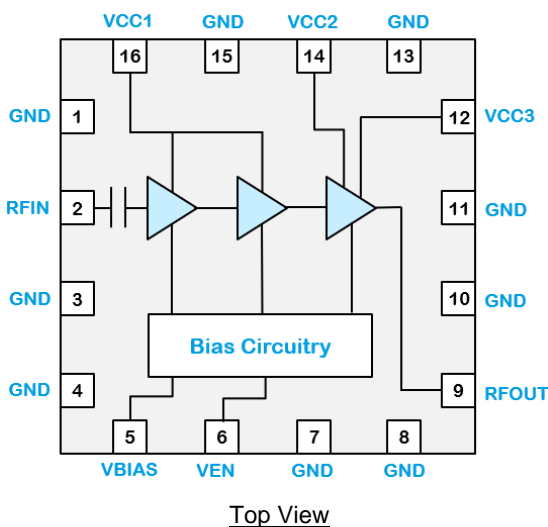 VCC1 GND VCC2 GND
16 15 14 13
GND 1 12 VCC3
RFIN 2 11 GND
GND 3 10 GND
Bias Circuitry
GND 4 9 RFOUT
5 6 7 8
VBIAS VEN GND GND
Top View